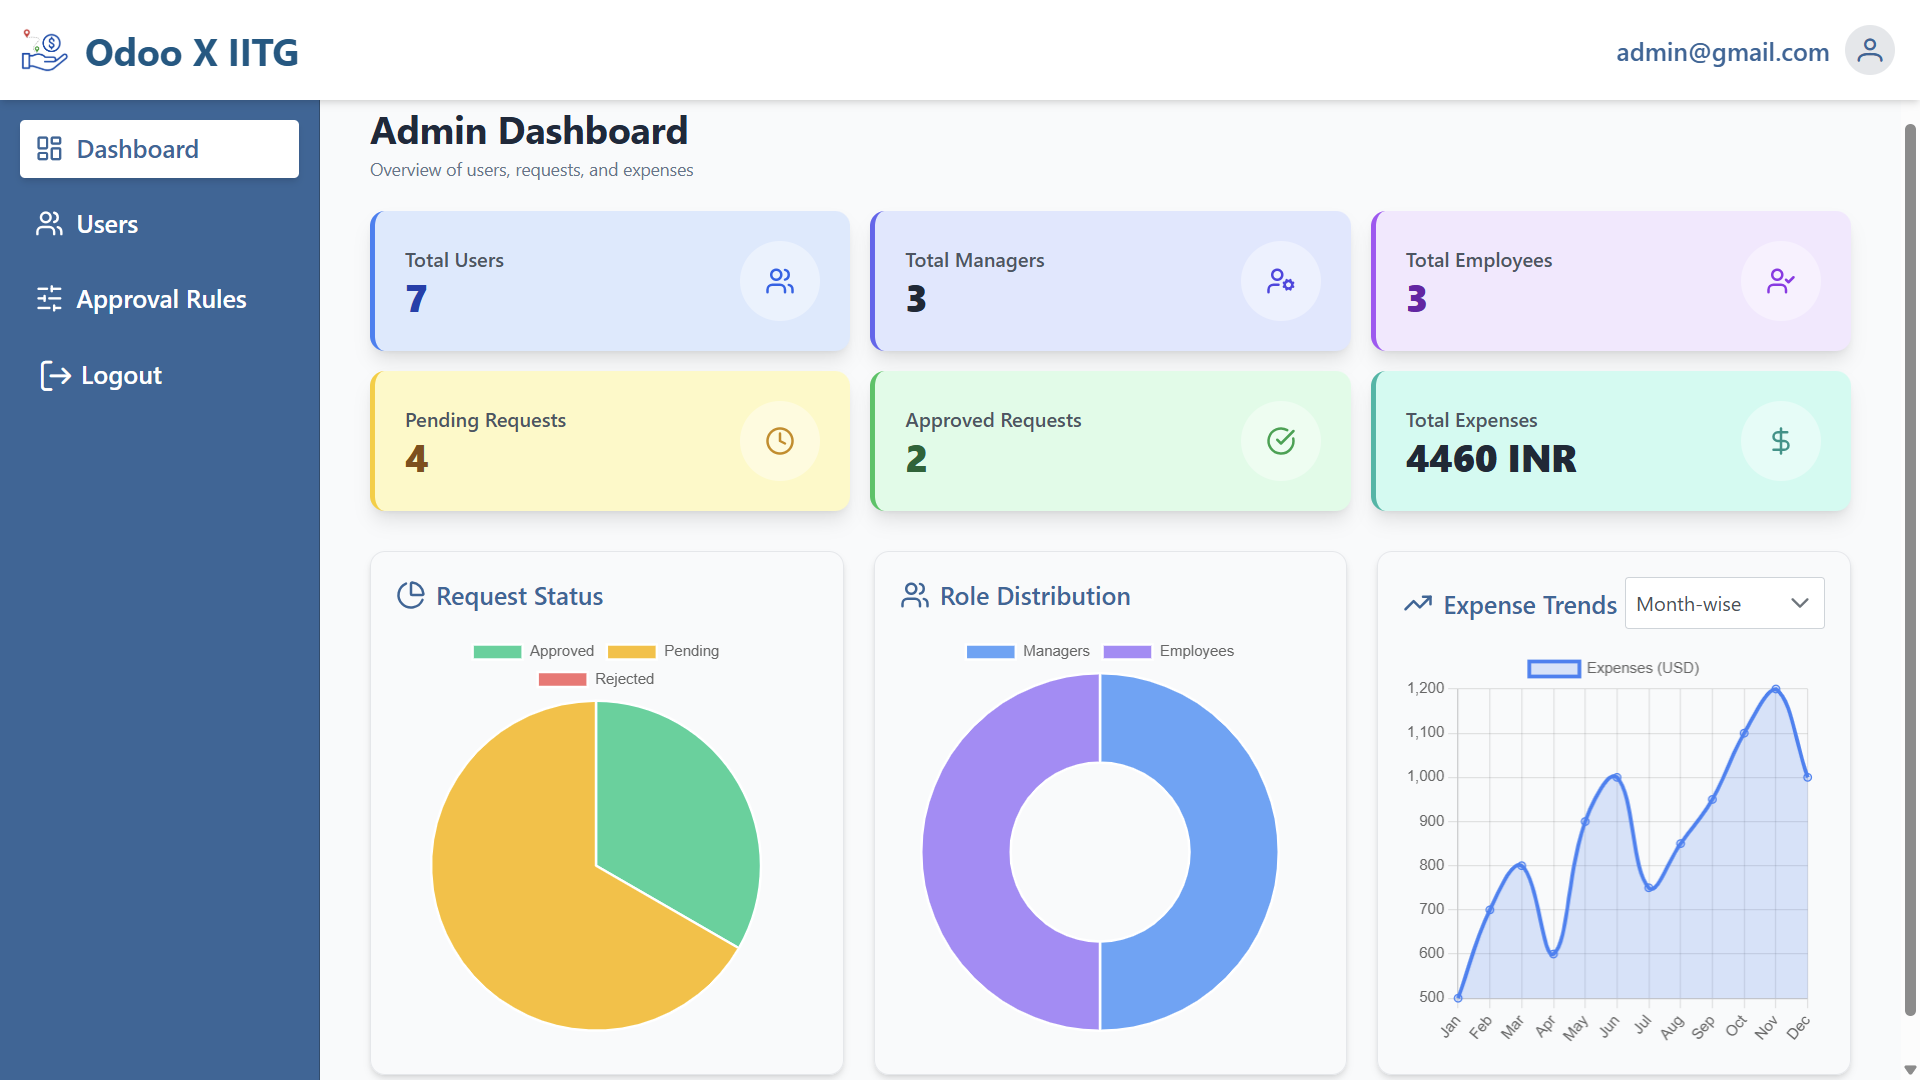 Odoo X IITG
admin@gmail.com
Dashboard
Users
Approval Rules
Logout
Admin Dashboard
Overview of users, requests, and expenses
Total Users
7
Total Managers
3
Total Employees
3
Pending Requests
4
Approved Requests
2
Total Expenses
4460 INR
$
Request Status
Approved Pending
Rejected
Role Distribution
Managers Employees
Expense Trends Month-wise
Expenses (USD)
1,200
1,100
1,000
900
800
700
600
500
Jan Feb Mar Apr May Jun Jul Aug Sep Oct Nov Dec